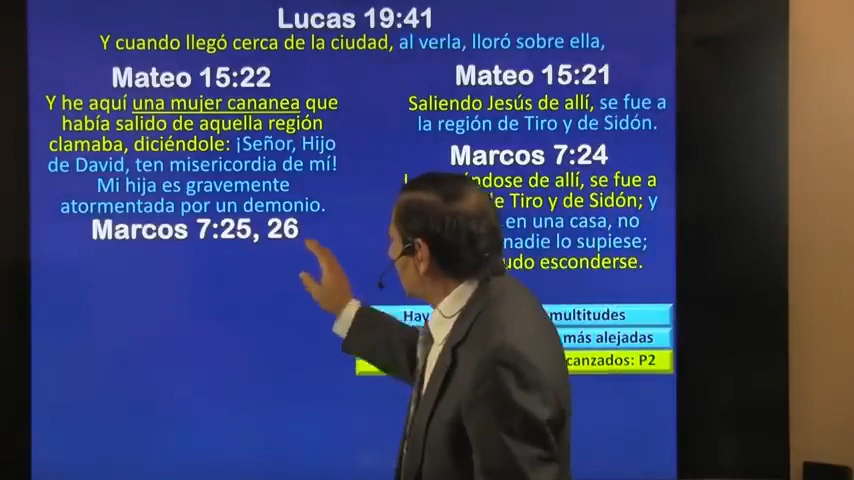 Lucas 19:41
Y cuando llegó cerca de la ciudad, al verla, lloró sobre ella,
Mateo 15:22
Y he aquí una mujer cananea que
había salido de aquella región
clamaba, diciéndole: ¡Señor, Hijo
de David, ten misericordia de mí!
Mi hija es gravemente
atormentada por un demonio.
Marcos 7:25, 26
Mateo 15:21
Saliendo Jesús de allí, se fue a
la región de Tiro y de Sidón.
Marcos 7:24
de allí, se fue a
de Tiro y de Sidón; y
en una casa, no
nadie lo supiese;
esconderse.
Hay multitudes
más alejadas
P2